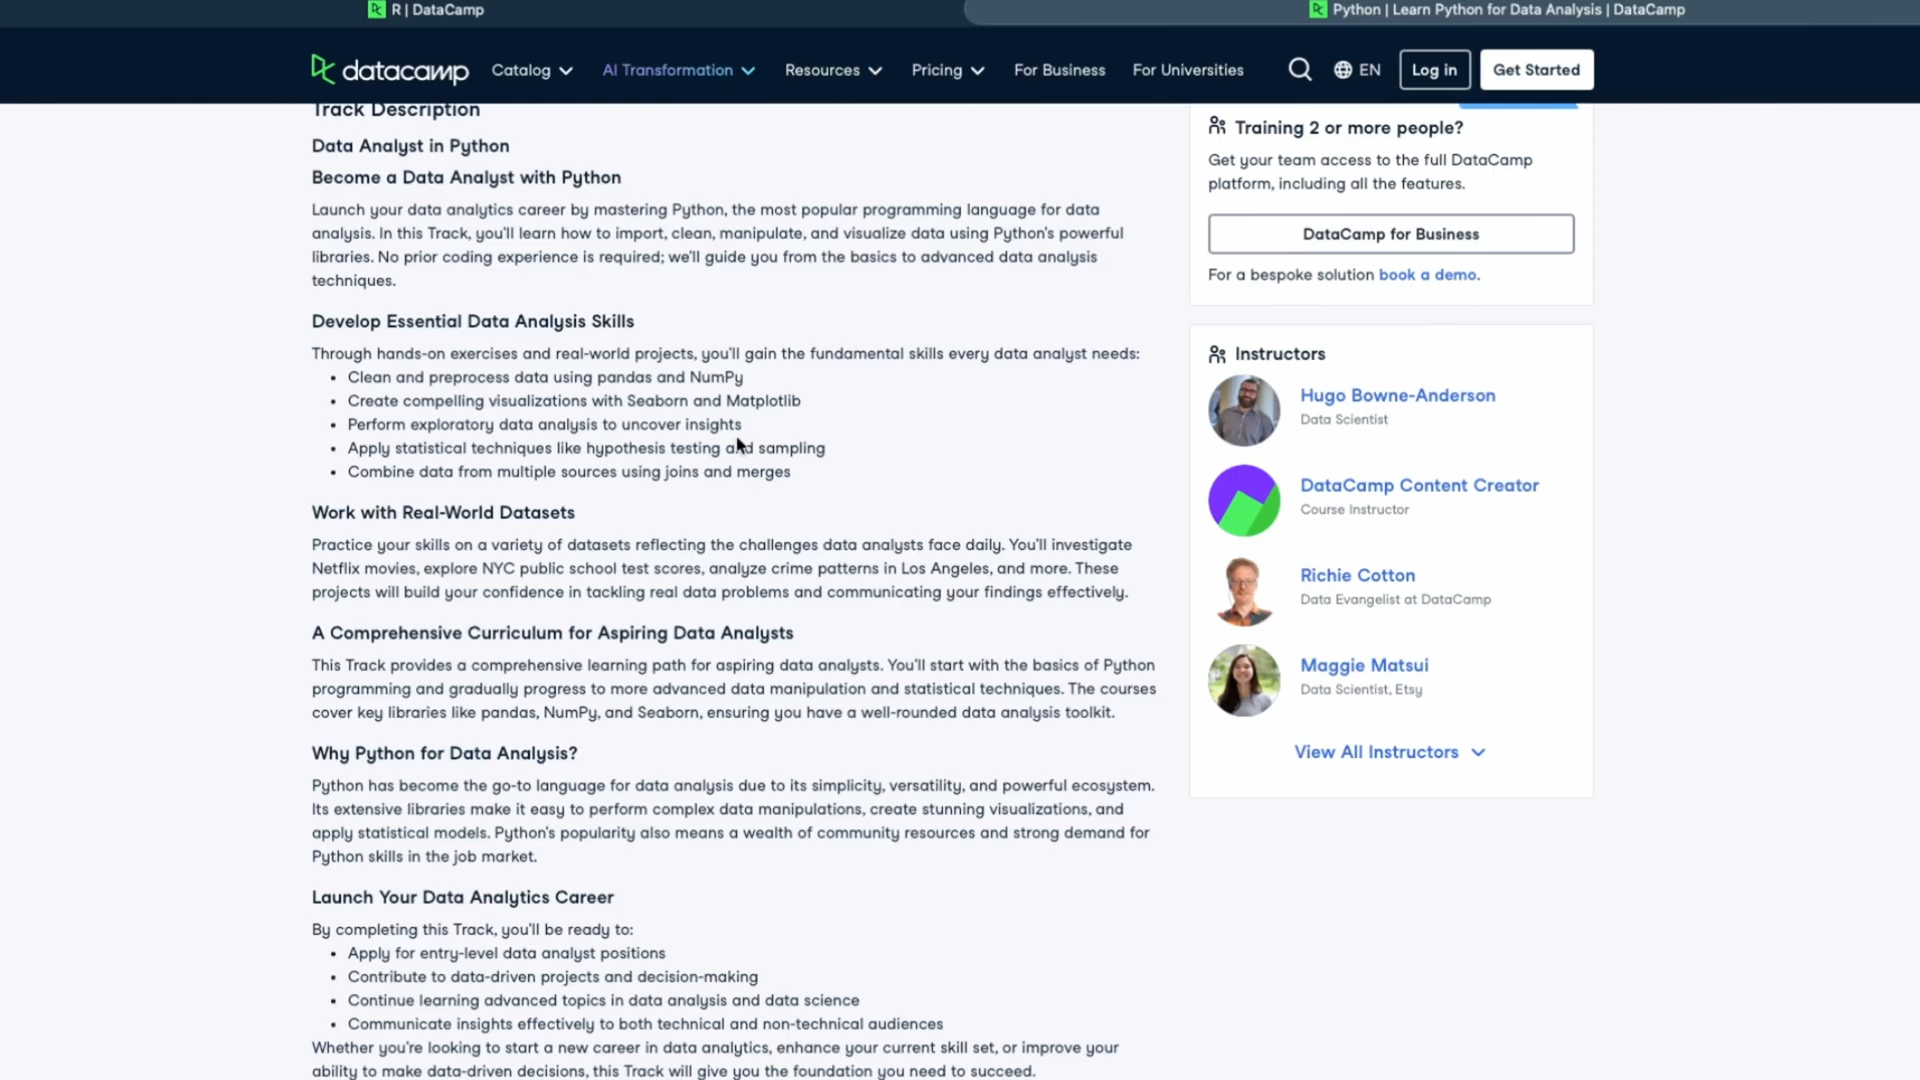 R | DataCamp
Python | Learn Python for Data Analysis | DataCamp
datacamp
Catalog
AI Transformation
Resources
Pricing
For Business
For Universities
EN
Log in
Get Started
Track Description
Data Analyst in Python
Become a Data Analyst with Python
Launch your data analytics career by mastering Python, the most popular programming language for data
analysis. In this Track, you'll learn how to import, clean, manipulate, and visualize data using Python's powerful
libraries. No prior coding experience is required; we'll guide you from the basics to advanced data analysis
techniques.
Develop Essential Data Analysis Skills
Through hands-on exercises and real-world projects, you'll gain the fundamental skills every data analyst needs:
• Clean and preprocess data using pandas and NumPy
• Create compelling visualizations with Seaborn and Matplotlib
• Perform exploratory data analysis to uncover insights
• Apply statistical techniques like hypothesis testing and sampling
• Combine data from multiple sources using joins and merges
Work with Real-World Datasets
Practice your skills on a variety of datasets reflecting the challenges data analysts face daily. You'll investigate
Netflix movies, explore NYC public school test scores, analyze crime patterns in Los Angeles, and more. These
projects will build your confidence in tackling real data problems and communicating your findings effectively.
A Comprehensive Curriculum for Aspiring Data Analysts
This Track provides a comprehensive learning path for aspiring data analysts. You'll start with the basics of Python
programming and gradually progress to more advanced data manipulation and statistical techniques. The courses
cover key libraries like pandas, NumPy, and Seaborn, ensuring you have a well-rounded data analysis toolkit.
Why Python for Data Analysis?
Python has become the go-to language for data analysis due to its simplicity, versatility, and powerful ecosystem.
Its extensive libraries make it easy to perform complex data manipulations, create stunning visualizations, and
apply statistical models. Python's popularity also means a wealth of community resources and strong demand for
Python skills in the job market.
Launch Your Data Analytics Career
By completing this Track, you'll be ready to:
• Apply for entry-level data analyst positions
• Contribute to data-driven projects and decision-making
• Continue learning advanced topics in data analysis and data science
• Communicate insights effectively to both technical and non-technical audiences
Whether you're looking to start a new career in data analytics, enhance your current skill set, or improve your
ability to make data-driven decisions, this Track will give you the foundation you need to succeed.
Training 2 or more people?
Get your team access to the full DataCamp
platform, including all the features.
DataCamp for Business
For a bespoke solution book a demo.
Instructors
Hugo Bowne-Anderson
Data Scientist
DataCamp Content Creator
Course Instructor
Richie Cotton
Data Evangelist at DataCamp
Maggie Matsui
Data Scientist, Etsy
View All Instructors